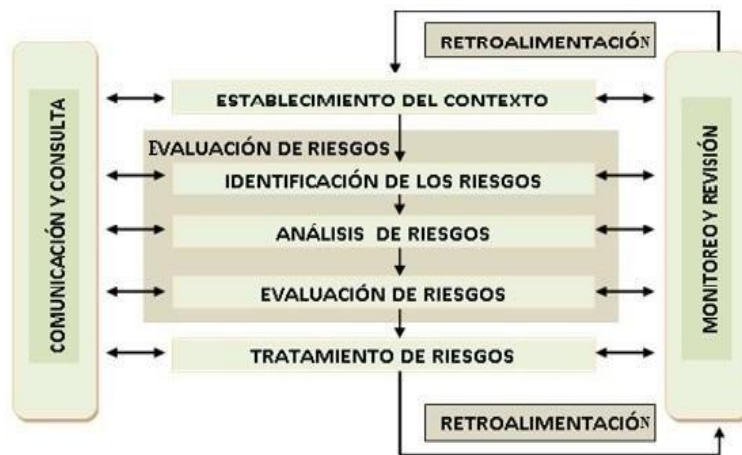 RETROALIMENTACIÓN
COMUNICACIÓN Y CONSULTA
ESTABLECIMIENTO DEL CONTEXTO
EVALUACIÓN DE RIESGOS
IDENTIFICACIÓN DE LOS RIESGOS
ANÁLISIS DE RIESGOS
EVALUACIÓN DE RIESGOS
TRATAMIENTO DE RIESGOS
MONITOREO Y REVISIÓN
RETROALIMENTACIÓN